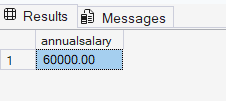 Results Messages
annualsalary
1 60000.00